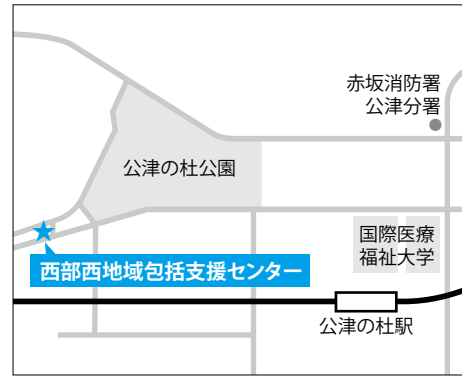 赤坂消防署
公津分署
公津の杜公園
国際医療
福祉大学
西部西地域包括支援センター
公津の杜駅